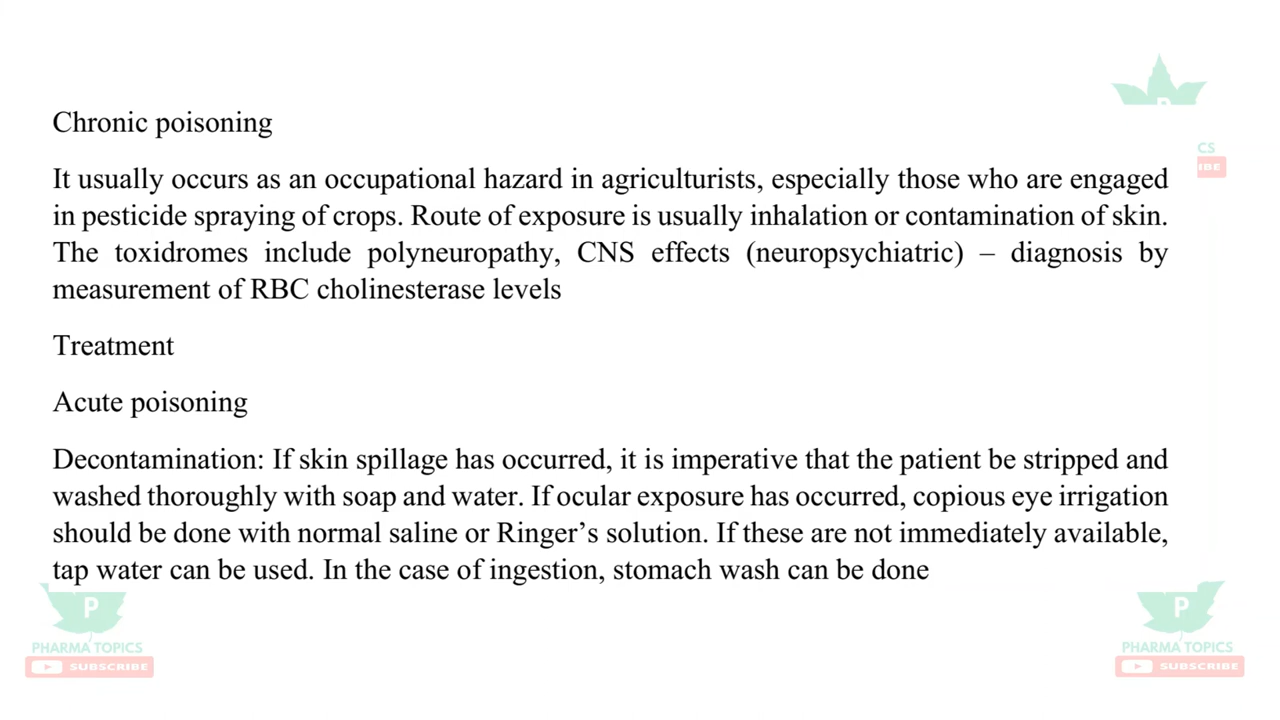 Chronic poisoning
It usually occurs as an occupational hazard in agriculturists, especially those who are engaged
in pesticide spraying of crops. Route of exposure is usually inhalation or contamination of skin.
The toxidromes include polyneuropathy, CNS effects (neuropsychiatric) – diagnosis by
measurement of RBC cholinesterase levels
Treatment
Acute poisoning
Decontamination: If skin spillage has occurred, it is imperative that the patient be stripped and
washed thoroughly with soap and water. If ocular exposure has occurred, copious eye irrigation
should be done with normal saline or Ringer’s solution. If these are not immediately available,
tap water can be used. In the case of ingestion, stomach wash can be done
P
CS
IBE
P
PHARMA TOPICS
SUBSCRIBE
P
PHARMA TOPICS
SUBSCRIBE